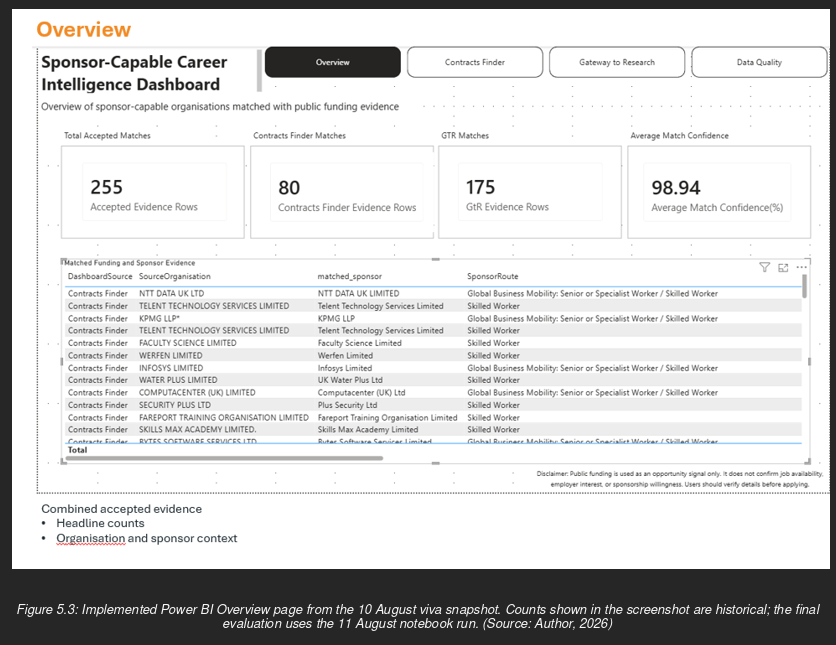 Overview
Sponsor-Capable Career
Intelligence Dashboard
Overview
Contracts Finder
Gateway to Research
Data Quality
Overview of sponsor-capable organisations matched with public funding evidence
Total Accepted Matches
Contracts Finder Matches
GTR Matches
Average Match Confidence
255
Accepted Evidence Rows
80
Contracts Finder Evidence Rows
175
GtR Evidence Rows
98.94
Average Match Confidence(%)
Matched Funding and Sponsor Evidence
DashboardSource SourceOrganisation matched_sponsor SponsorRoute
Contracts Finder NTT DATA UK LTD NTT DATA UK LIMITED Global Business Mobility: Senior or Specialist Worker / Skilled Worker
Contracts Finder TELENT TECHNOLOGY SERVICES LIMITED Telent Technology Services Limited Skilled Worker
Contracts Finder KPMG LLP* KPMG LLP Global Business Mobility: Senior or Specialist Worker / Skilled Worker
Contracts Finder TELENT TECHNOLOGY SERVICES LIMITED Telent Technology Services Limited Skilled Worker
Contracts Finder FACULTY SCIENCE LIMITED Faculty Science Limited Skilled Worker
Contracts Finder WERFEN LIMITED Werfen Limited Skilled Worker
Contracts Finder INFOSYS LIMITED Infosys Limited Global Business Mobility: Senior or Specialist Worker / Skilled Worker
Contracts Finder WATER PLUS LIMITED UK Water Plus Ltd Skilled Worker
Contracts Finder COMPUTACENTER (UK) LIMITED Computacenter (UK) Ltd Global Business Mobility: Senior or Specialist Worker / Skilled Worker
Contracts Finder SECURITY PLUS LTD Plus Security Ltd Skilled Worker
Contracts Finder FAREPORT TRAINING ORGANISATION LIMITED Fareport Training Organisation Limited Skilled Worker
Contracts Finder SKILLS MAX ACADEMY LIMITED. Skills Max Academy Limited Skilled Worker
Contracts Finder BYTES SOFTWARE SERVICES LTD Bytes Software Services Limited Global Business Mobility: Senior or Specialist Worker / Skilled Worker
Total
Disclaimer: Public funding is used as an opportunity signal only. It does not confirm job availability,
employer interest, or sponsorship willingness. Users should verify details before applying.
Combined accepted evidence
• Headline counts
• Organisation and sponsor context
Figure 5.3: Implemented Power BI Overview page from the 10 August viva snapshot. Counts shown in the screenshot are historical; the final
evaluation uses the 11 August notebook run. (Source: Author, 2026)